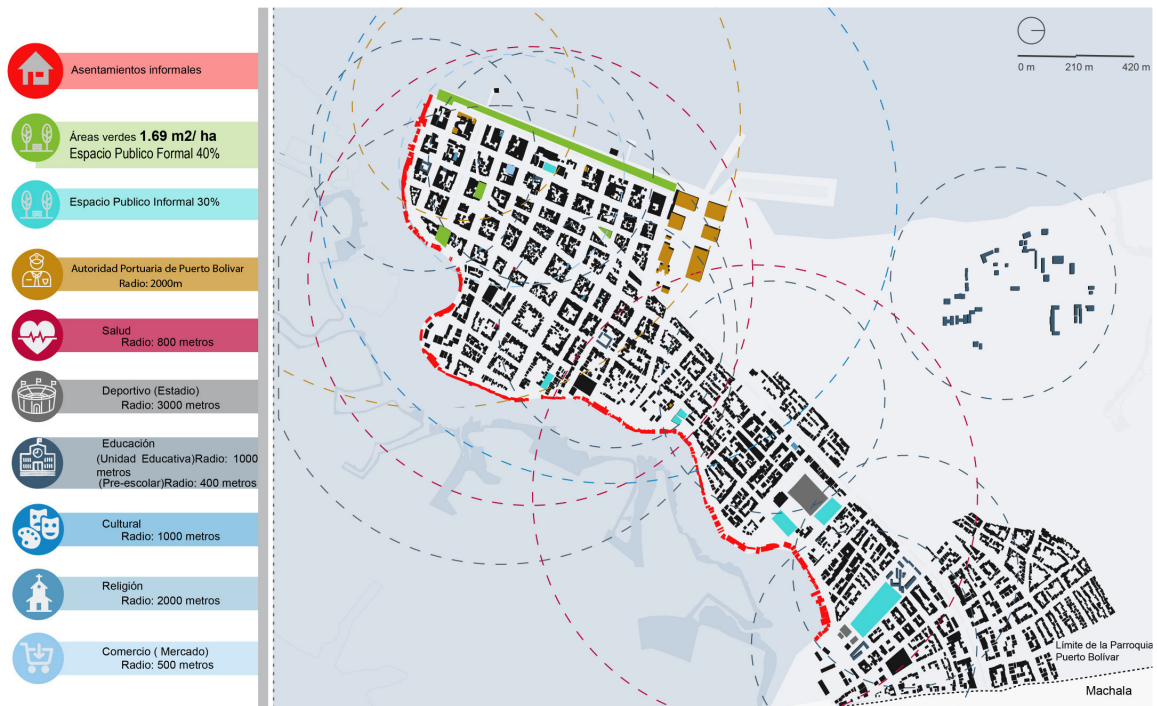 Asentamientos informales
Áreas verdes 1.69 m2/ ha
Espacio Publico Formal 40%
Espacio Publico Informal 30%
Autoridad Portuaria de Puerto Bolivar
Radio: 2000m
Salud
Radio: 800 metros
Deportivo (Estadio)
Radio: 3000 metros
Educación
(Unidad Educativa)Radio: 1000
metros
(Pre-escolar)Radio: 400 metros
Cultural
Radio: 1000 metros
Religión
Radio: 2000 metros
Comercio ( Mercado)
Radio: 500 metros
0 m 210 m 420 m
Límite de la Parroquia
Puerto Bolívar
Machala